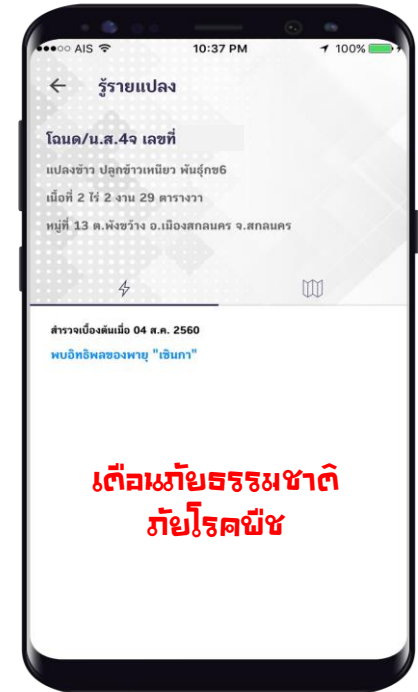 AIS 10:37 PM 100%
รู้รายแปลง
โฉนด/น.ส.4จ เลขที่
แปลงข้าว ปลูกข้าวเหนียว พันธุ์กข6
เนื้อที่ 2 ไร่ 2 งาน 29 ตารางวา
หมู่ที่ 13 ต.พังขว้าง อ.เมืองสกลนคร จ.สกลนคร
สำรวจเบื้องต้นเมื่อ 04 ส.ค. 2560
พบอิทธิพลของพายุ "เซินกา"
เตือนภัยธรรมชาติ
ภัยโรคพืช